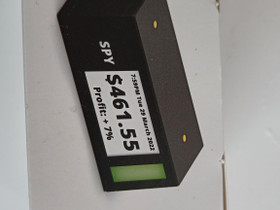 SPY
$461.55
7:59PM Tue 29 March 2022
Profit: + 7%